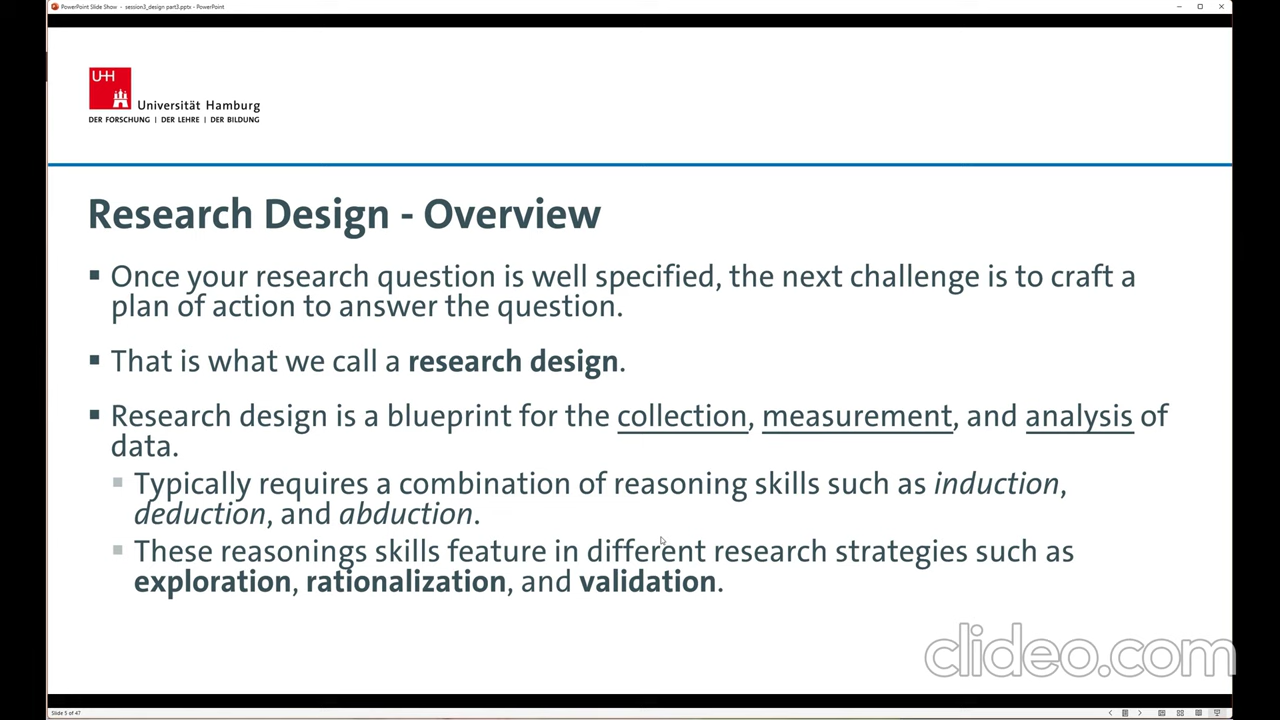 PowerPoint Slide Show - session3_design part3.pptx - PowerPoint
UHH
Universität Hamburg
DER FORSCHUNG | DER LEHRE | DER BILDUNG
Research Design - Overview
▪ Once your research question is well specified, the next challenge is to craft a
plan of action to answer the question.
▪ That is what we call a research design.
▪ Research design is a blueprint for the collection, measurement, and analysis of
data.
▪ Typically requires a combination of reasoning skills such as induction,
deduction, and abduction.
▪ These reasonings skills feature in different research strategies such as
exploration, rationalization, and validation.
clideo.com
Slide 5 of 47